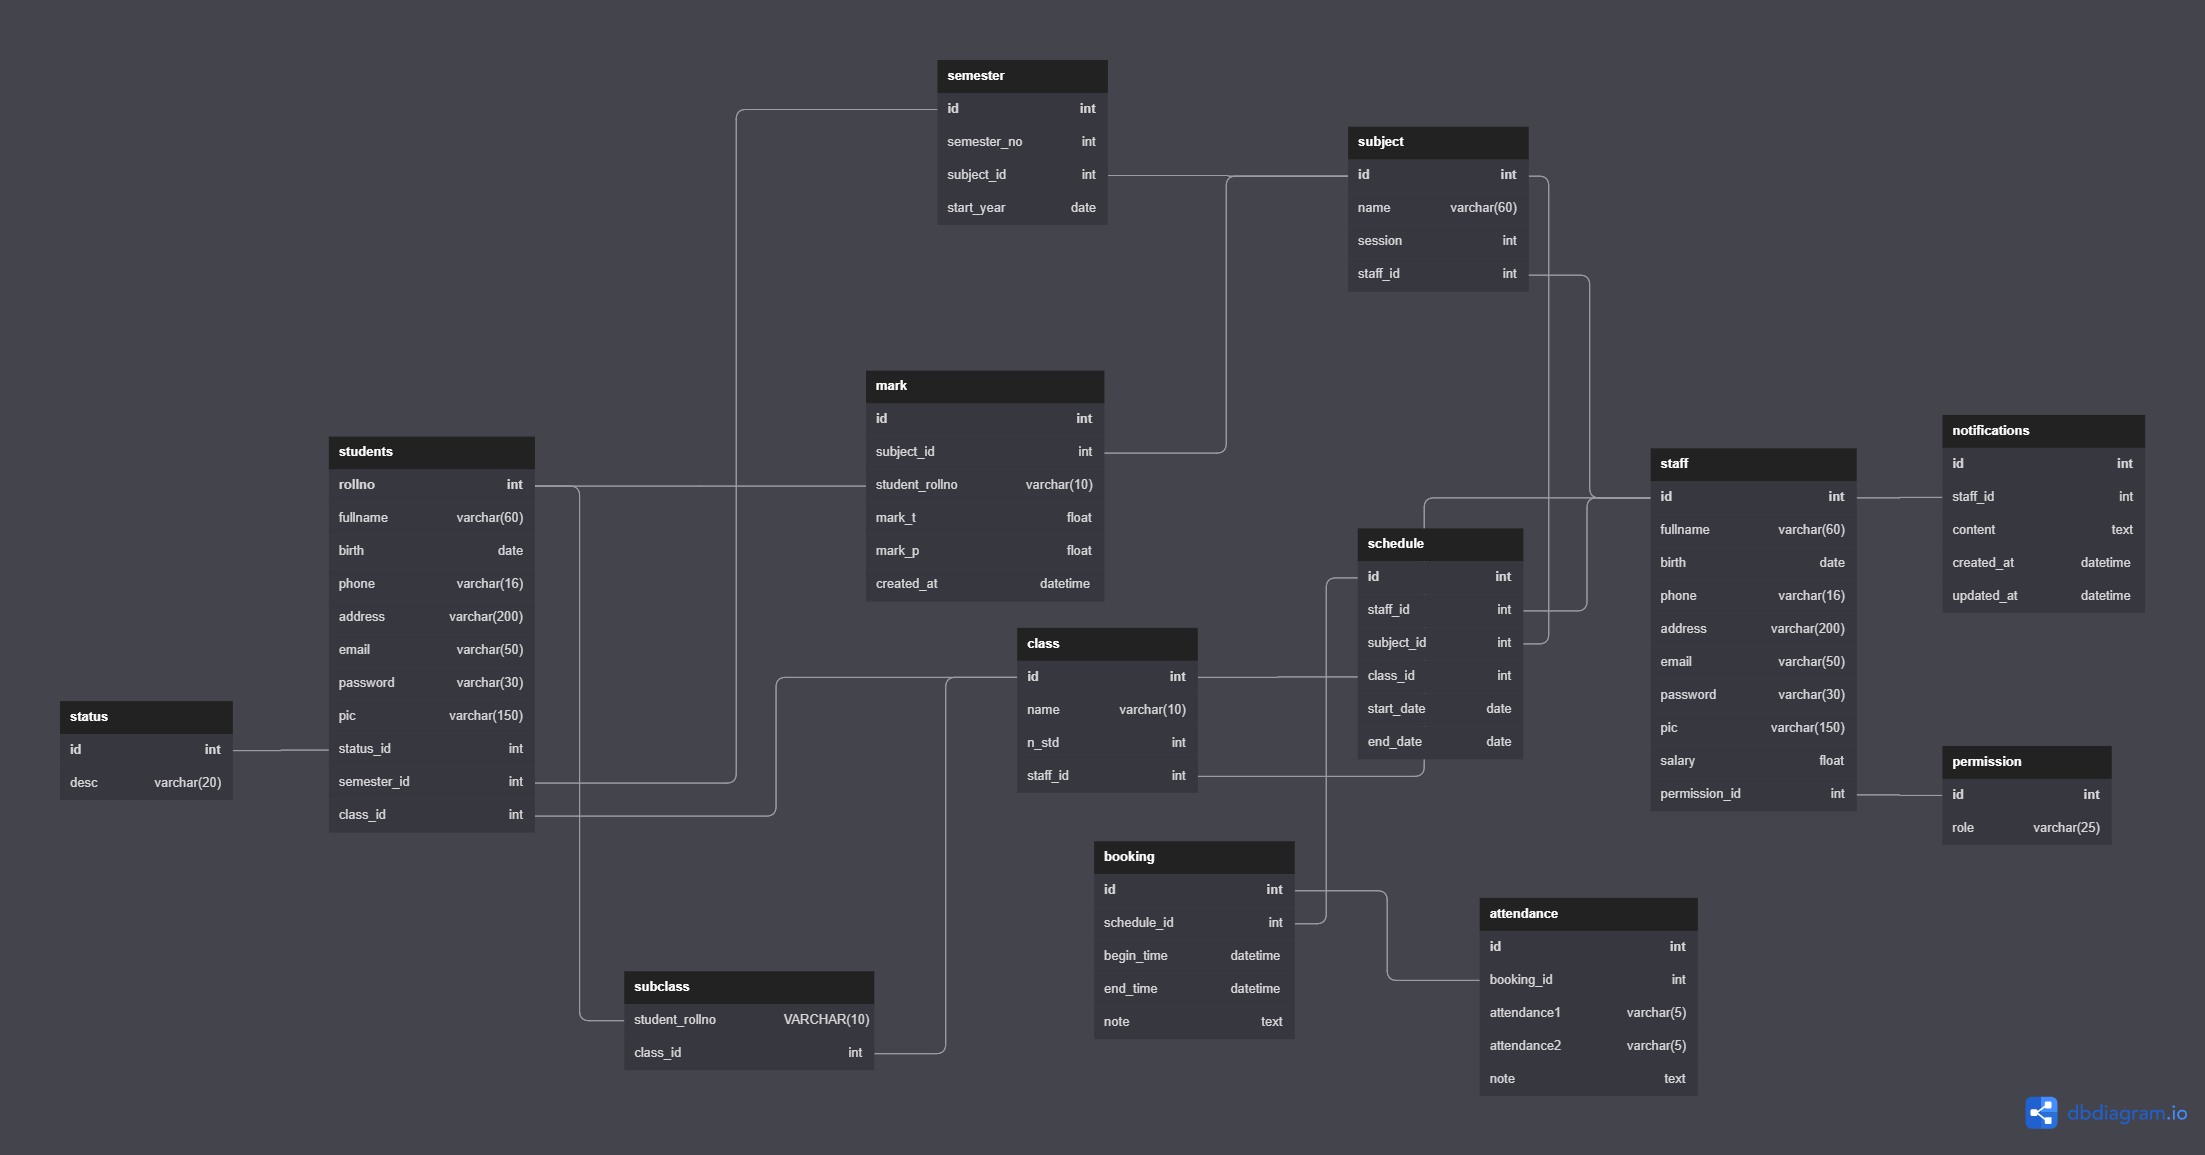 semester
id int
semester_no int
subject_id int
start_year date
subject
id int
name varchar(60)
session int
staff_id int
mark
id int
subject_id int
student_rollno varchar(10)
mark_t float
mark_p float
created_at datetime
students
rollno int
fullname varchar(60)
birth date
phone varchar(16)
address varchar(200)
email varchar(50)
password varchar(30)
pic varchar(150)
status_id int
semester_id int
class_id int
status
id int
desc varchar(20)
class
id int
name varchar(10)
n_std int
staff_id int
schedule
id int
staff_id int
subject_id int
class_id int
start_date date
end_date date
staff
id int
fullname varchar(60)
birth date
phone varchar(16)
address varchar(200)
email varchar(50)
password varchar(30)
pic varchar(150)
salary float
permission_id int
notifications
id int
staff_id int
content text
created_at datetime
updated_at datetime
permission
id int
role varchar(25)
booking
id int
schedule_id int
begin_time datetime
end_time datetime
note text
attendance
id int
booking_id int
attendance1 varchar(5)
attendance2 varchar(5)
note text
subclass
student_rollno VARCHAR(10)
class_id int
dbdiagram.io